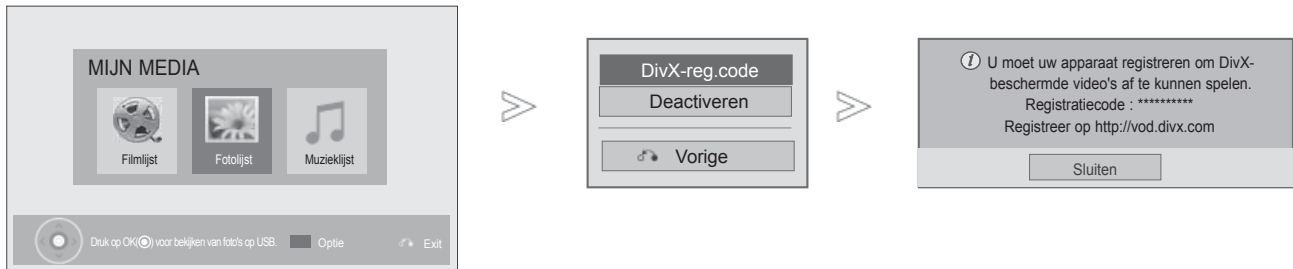 MIJN MEDIA
Filmlijst
Fotolijst
Muzieklijst
Druk op OK(◉) voor bekijken van foto's op USB.
Optie
Exit
DivX-reg.code
Deactiveren
Vorige
U moet uw apparaat registreren om DivX-
beschermde video's af te kunnen spelen.
Registratiecode : **********
Registreer op http://vod.divx.com
Sluiten